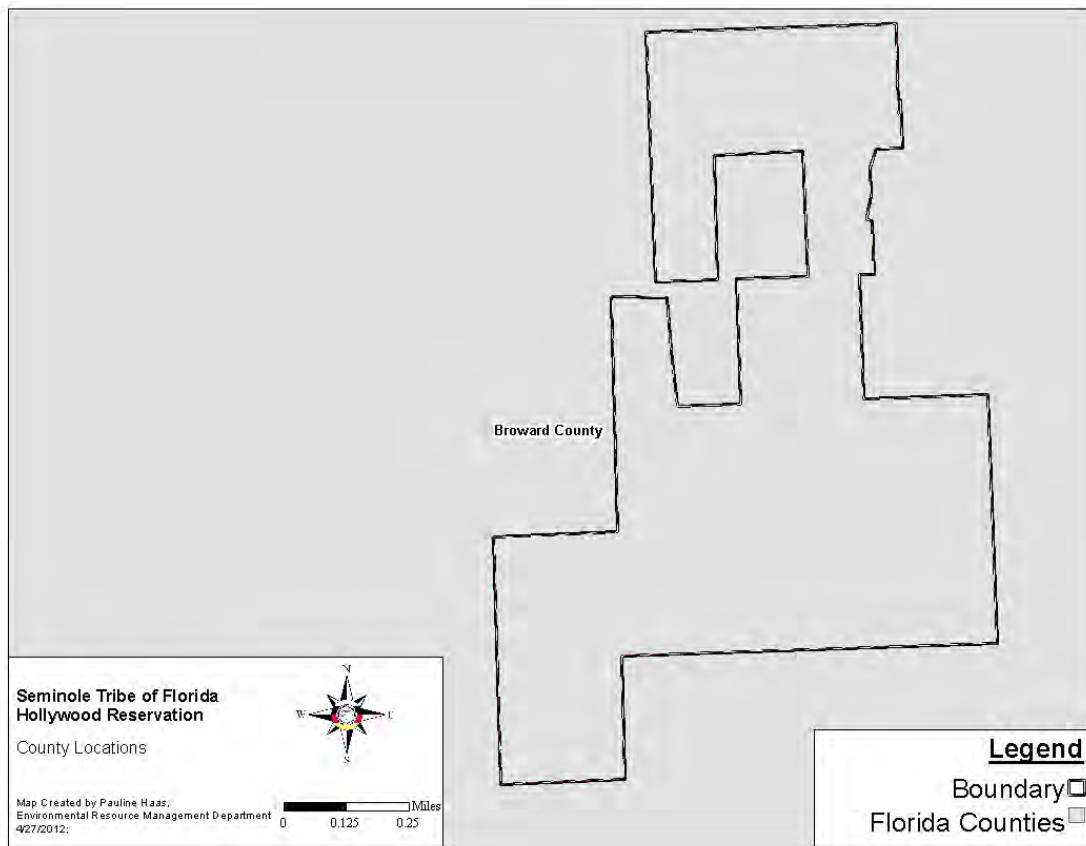 Broward County
Seminole Tribe of Florida
Hollywood Reservation
County Locations
N
W
E
S
Map Created by Pauline Haas,
Environmental Resource Management Department
4/27/2012;
Miles
0 0.125 0.25
Legend
Boundary
Florida Counties